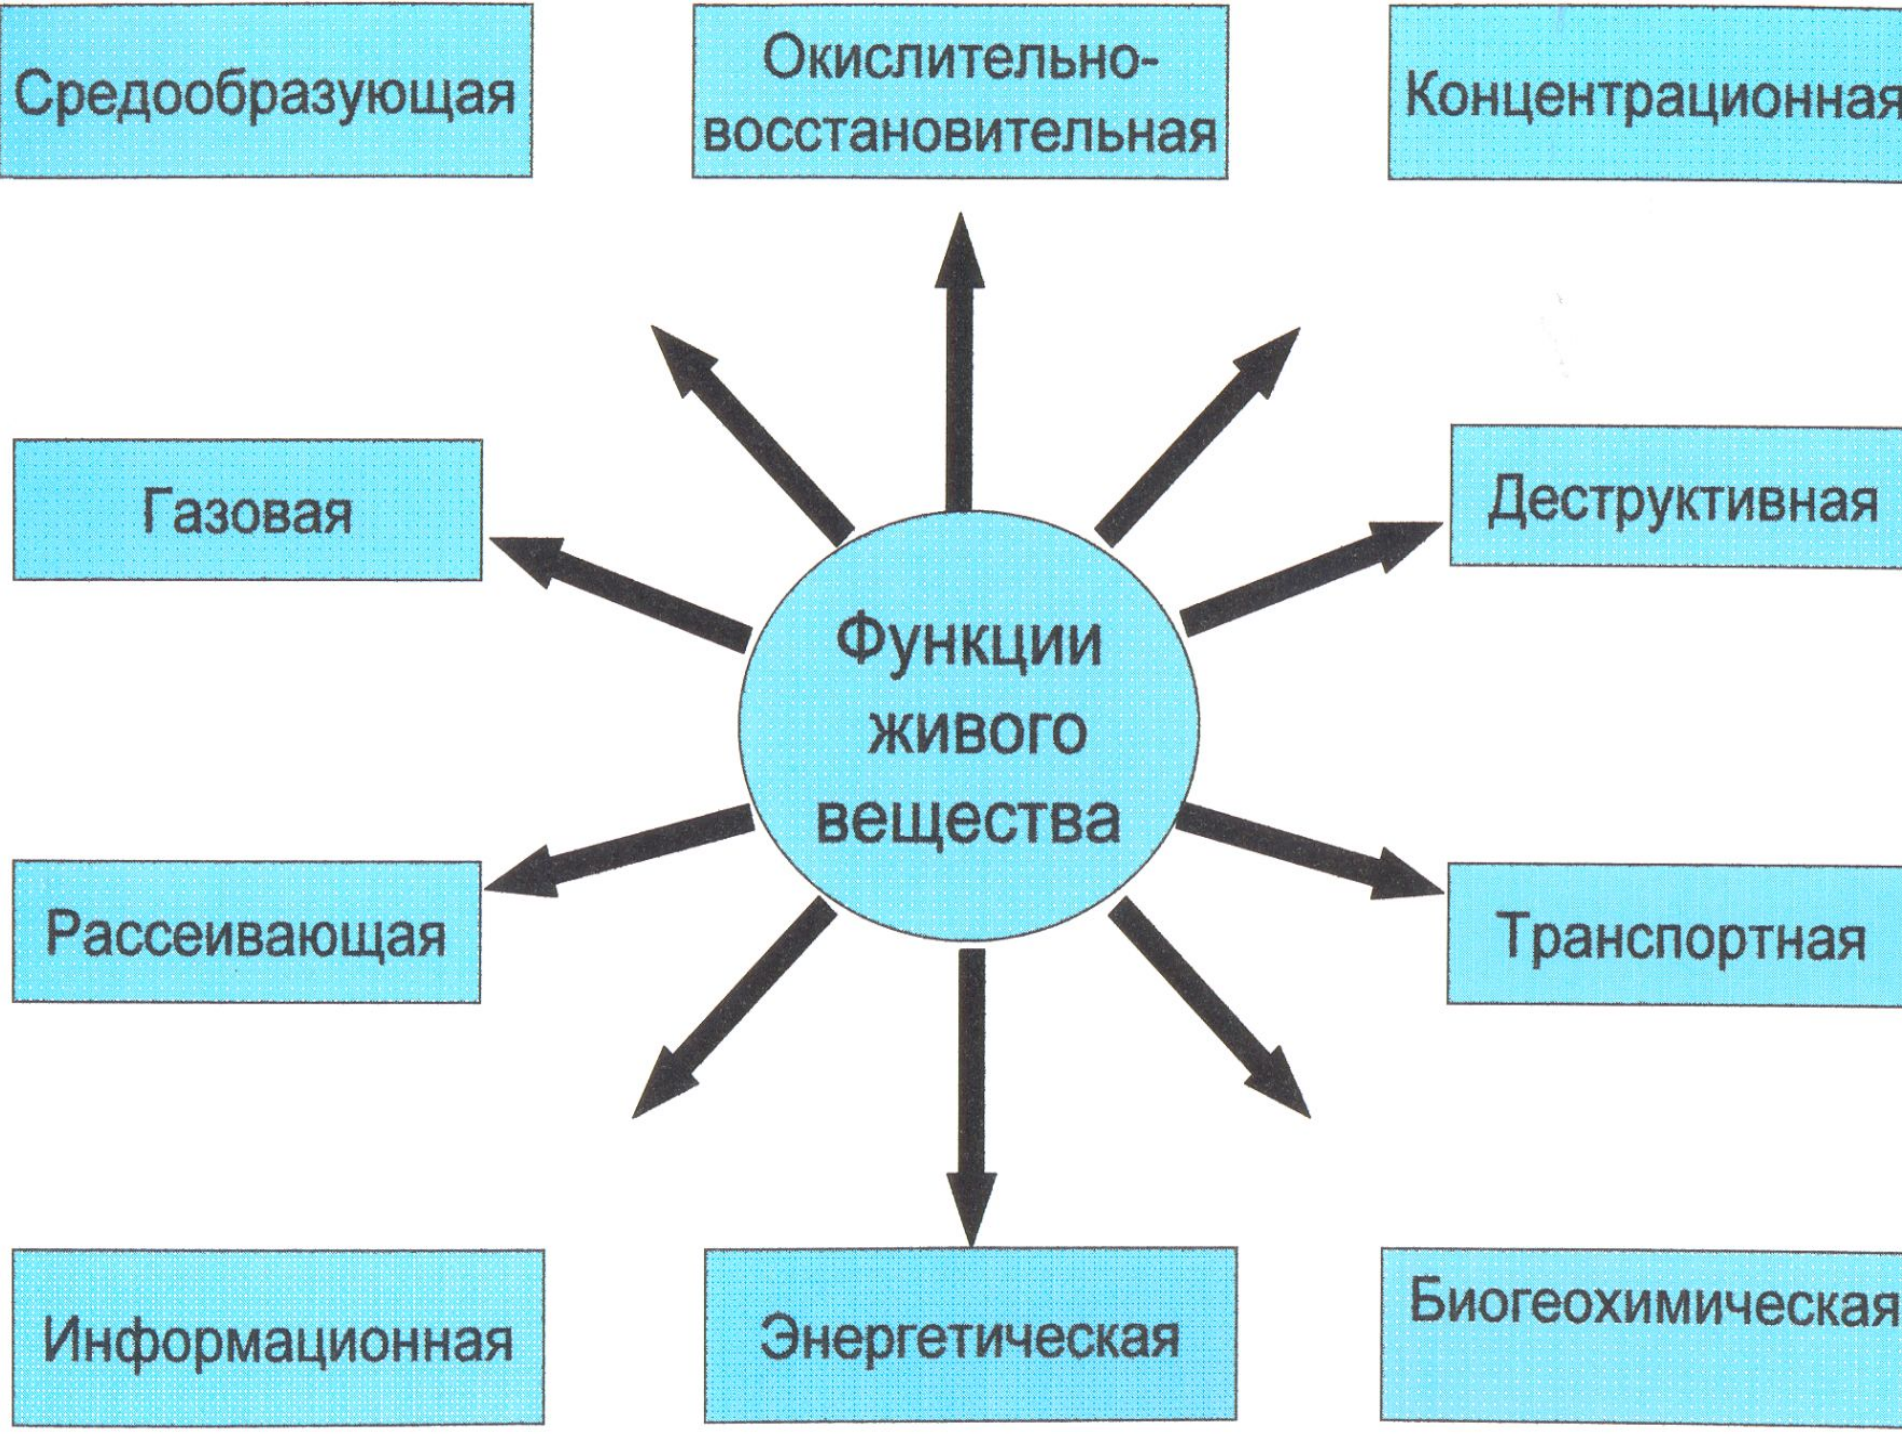 Средообразующая
Окислительно-
восстановительная
Концентрационная
Газовая
Деструктивная
Функции
живого
вещества
Рассеивающая
Транспортная
Информационная
Энергетическая
Биогеохимическая